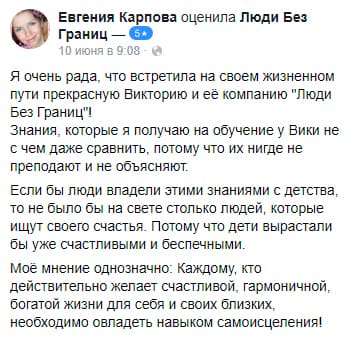 Евгения Карпова оценила Люди Без
Границ — 5★
10 июня в 9:08 ·
Я очень рада, что встретила на своем жизненном
пути прекрасную Викторию и её компанию "Люди
Без Границ"!
Знания, которые я получаю на обучение у Вики не
с чем даже сравнить, потому что их нигде не
преподают и не объясняют.
Если бы люди владели этими знаниями с детства,
то не было бы на свете столько людей, которые
ищут своего счастья. Потому что дети вырастали
бы уже счастливыми и беспечными.
Моё мнение однозначно: Каждому, кто
действительно желает счастливой, гармоничной,
богатой жизни для себя и своих близких,
необходимо овладеть навыком самоисцеления!